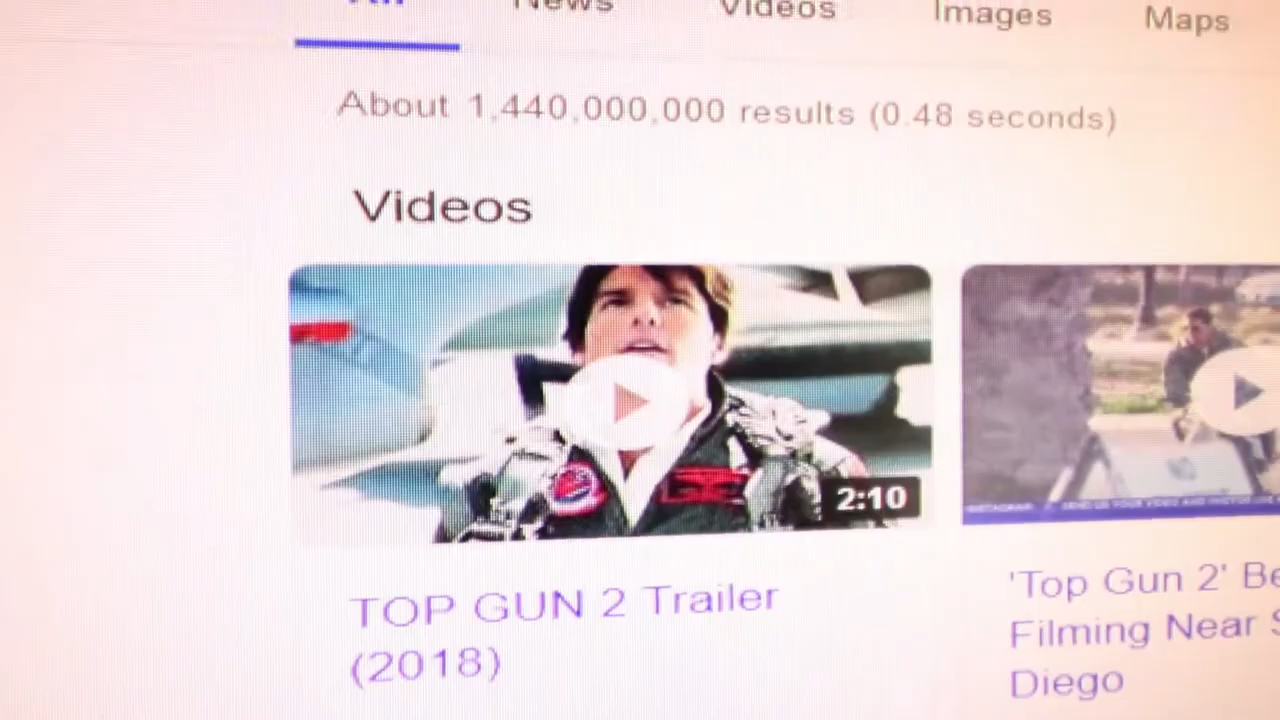 All News Videos Images Maps
About 1,440,000,000 results (0.48 seconds)
Videos
2:10
TOP GUN 2 Trailer
(2018)
'Top Gun 2' Be
Filming Near S
Diego